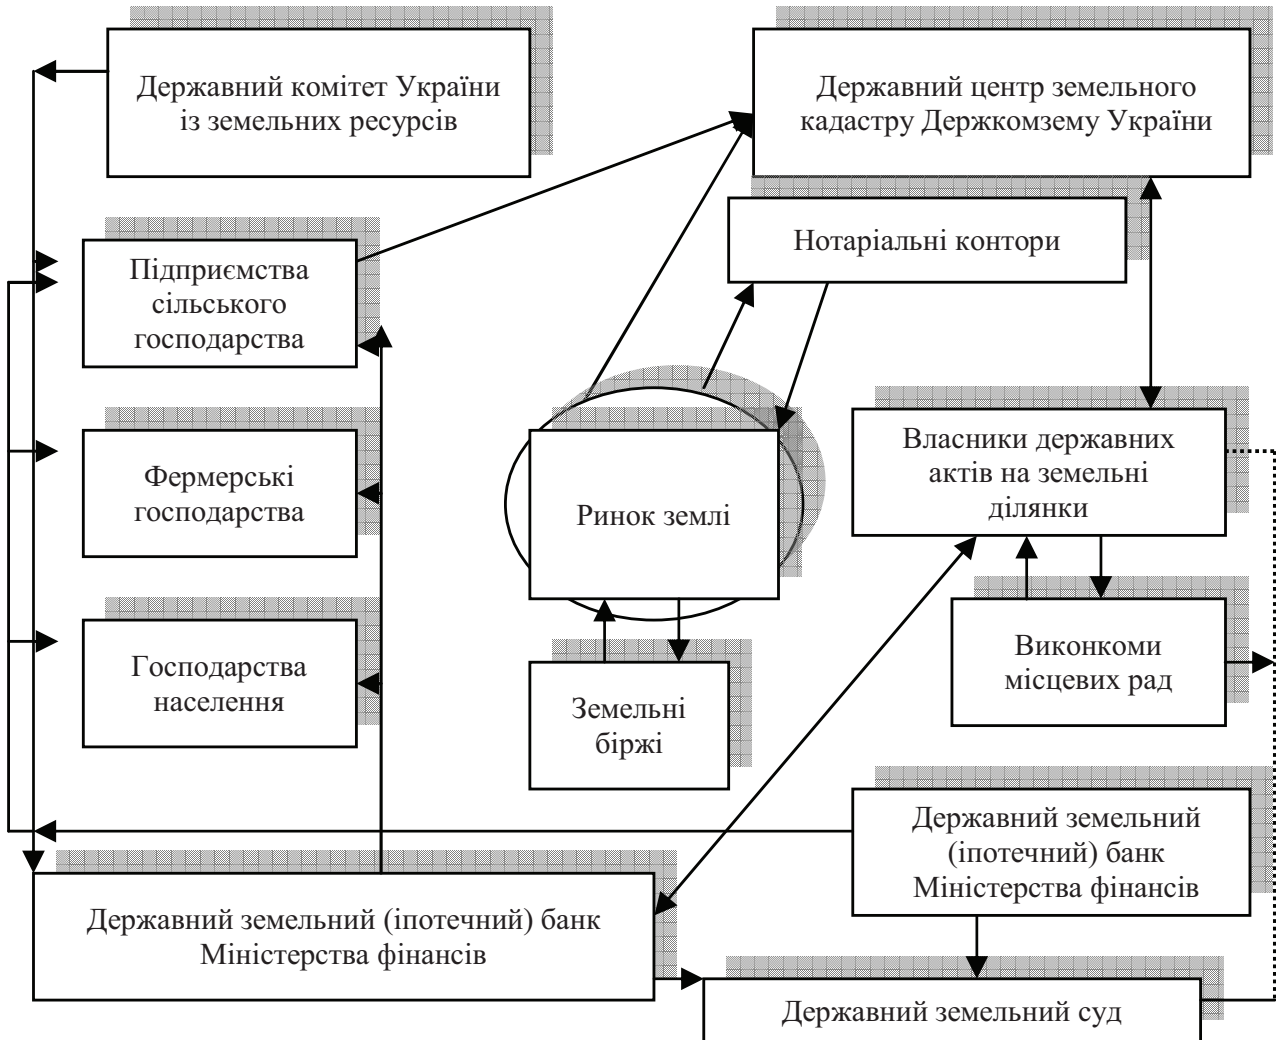 Державний комітет України
із земельних ресурсів
Державний центр земельного
кадастру Держкомзему України
Нотаріальні контори
Підприємства
сільського
господарства
Власники державних
актів на земельні
ділянки
Фермерські
господарства
Ринок землі
Господарства
населення
Виконкоми
місцевих рад
Земельні
біржі
Державний земельний
(іпотечний) банк
Міністерства фінансів
Державний земельний (іпотечний) банк
Міністерства фінансів
Державний земельний суд